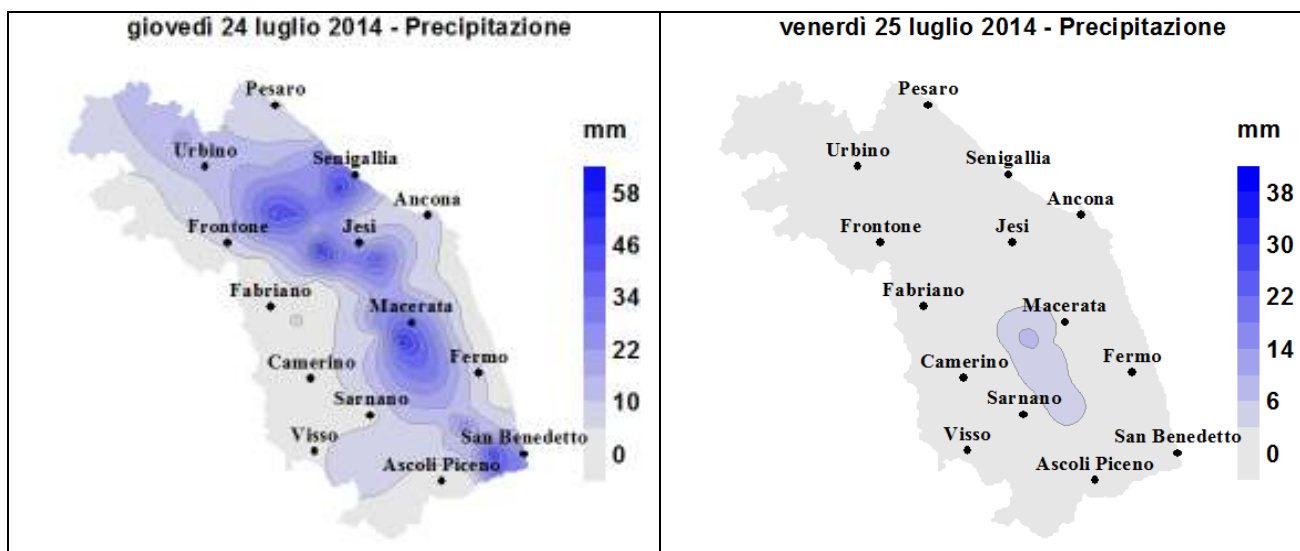 giovedì 24 luglio 2014 - Precipitazione
Pesaro
mm
Urbino
Senigallia
58
Ancona
Frontone
Jesi
46
Fabriano
Macerata
34
Camerino
Fermo
22
Sarnano
10
Visso
San Benedetto
Ascoli Piceno
0
venerdì 25 luglio 2014 - Precipitazione
Pesaro
mm
Urbino
Senigallia
38
Ancona
Frontone
Jesi
30
Fabriano
Macerata
22
Camerino
Fermo
14
Sarnano
6
Visso
San Benedetto
Ascoli Piceno
0